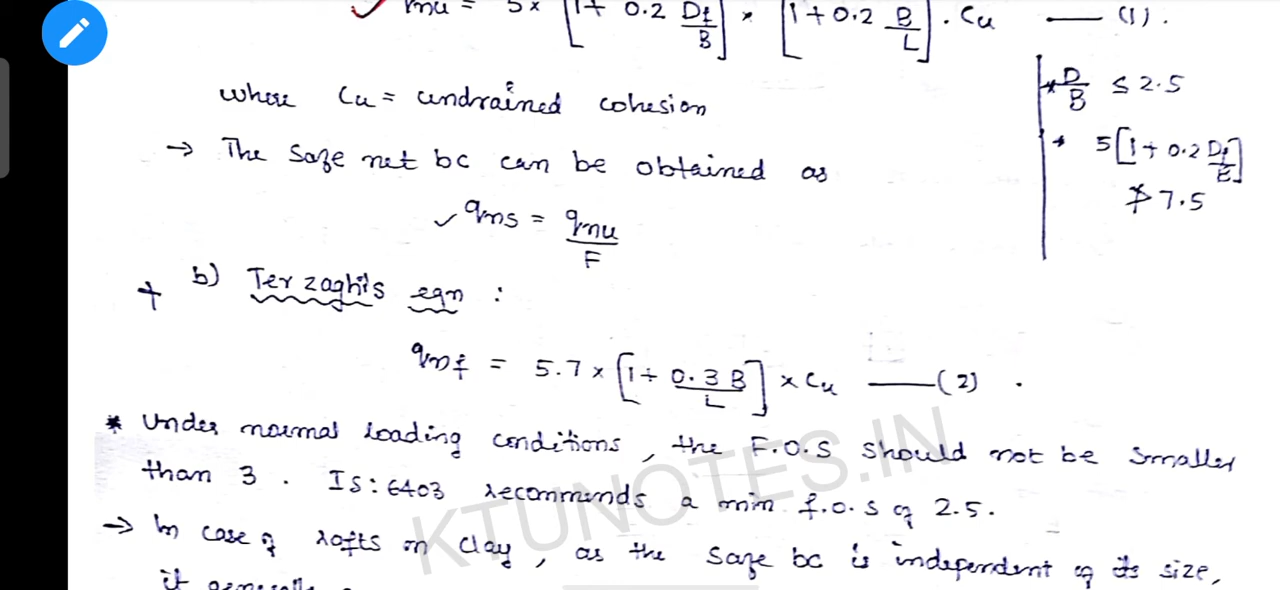 qnu = 5 x [1 + 0.2 Df/B] x [1 + 0.2 B/L] . Cu —— (1).
where Cu = undrained cohesion
* D/B ≤ 2.5
→ The safe net bc can be obtained as
* 5[1 + 0.2 Df/B] ≯ 7.5
✓ qns = qnu/F
+ b) Terzaghi's eqn :
qnf = 5.7 x [1 + 0.3 B/L] x Cu —— (2) .
* Under normal loading conditions, the F.O.S should not be smaller
than 3 . IS: 6403 recommends a min f.o.s of 2.5.
→ In case of rafts on clay, as the safe bc is independent of its size,
it generally
KTUNOTES.IN